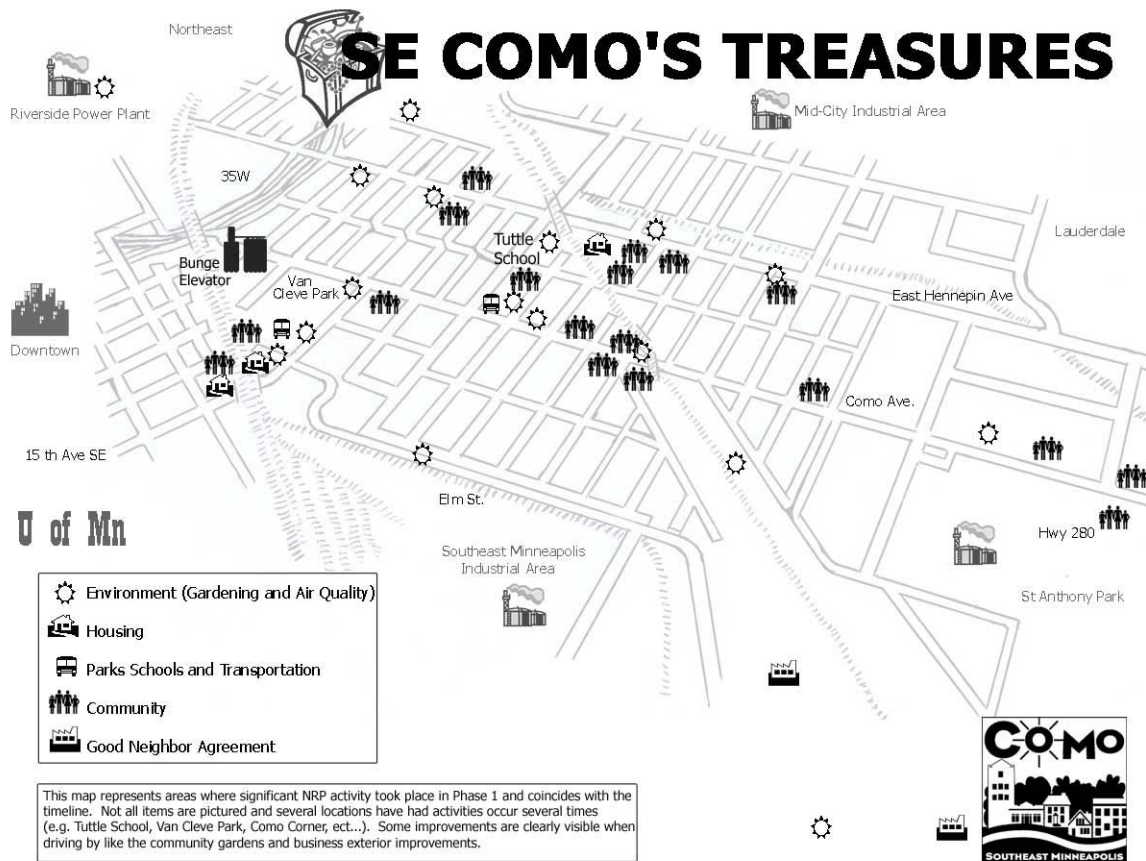 Northeast
SE COMO'S TREASURES
Riverside Power Plant
Mid-City Industrial Area
35W
Lauderdale
Tuttle
School
Bunge
Elevator
Van
Cleve Park
East Hennepin Ave
Downtown
Como Ave.
15 th Ave SE
Elm St.
U of Mn
Hwy 280
Southeast Minneapolis
Industrial Area
St Anthony Park
Environment (Gardening and Air Quality)
Housing
Parks Schools and Transportation
Community
Good Neighbor Agreement
This map represents areas where significant NRP activity took place in Phase 1 and coincides with the
timeline. Not all items are pictured and several locations have had activities occur several times
(e.g. Tuttle School, Van Cleve Park, Como Corner, ect...). Some improvements are clearly visible when
driving by like the community gardens and business exterior improvements.
COMO
SOUTHEAST MINNEAPOLIS